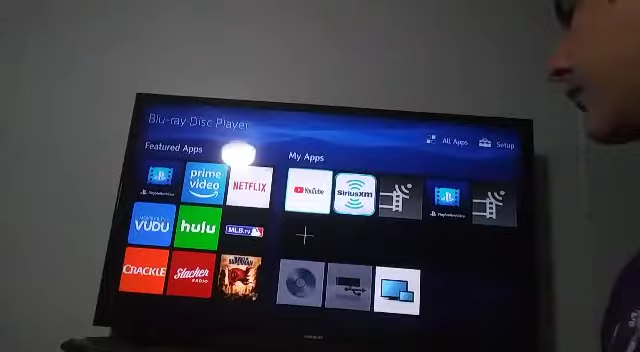 Blu-ray Disc Player
All Apps
Setup
Featured Apps
My Apps
prime video
NETFLIX
YouTube
SiriusXM
VUDU
hulu
MLB.TV
CRACKLE
Slacker RADIO